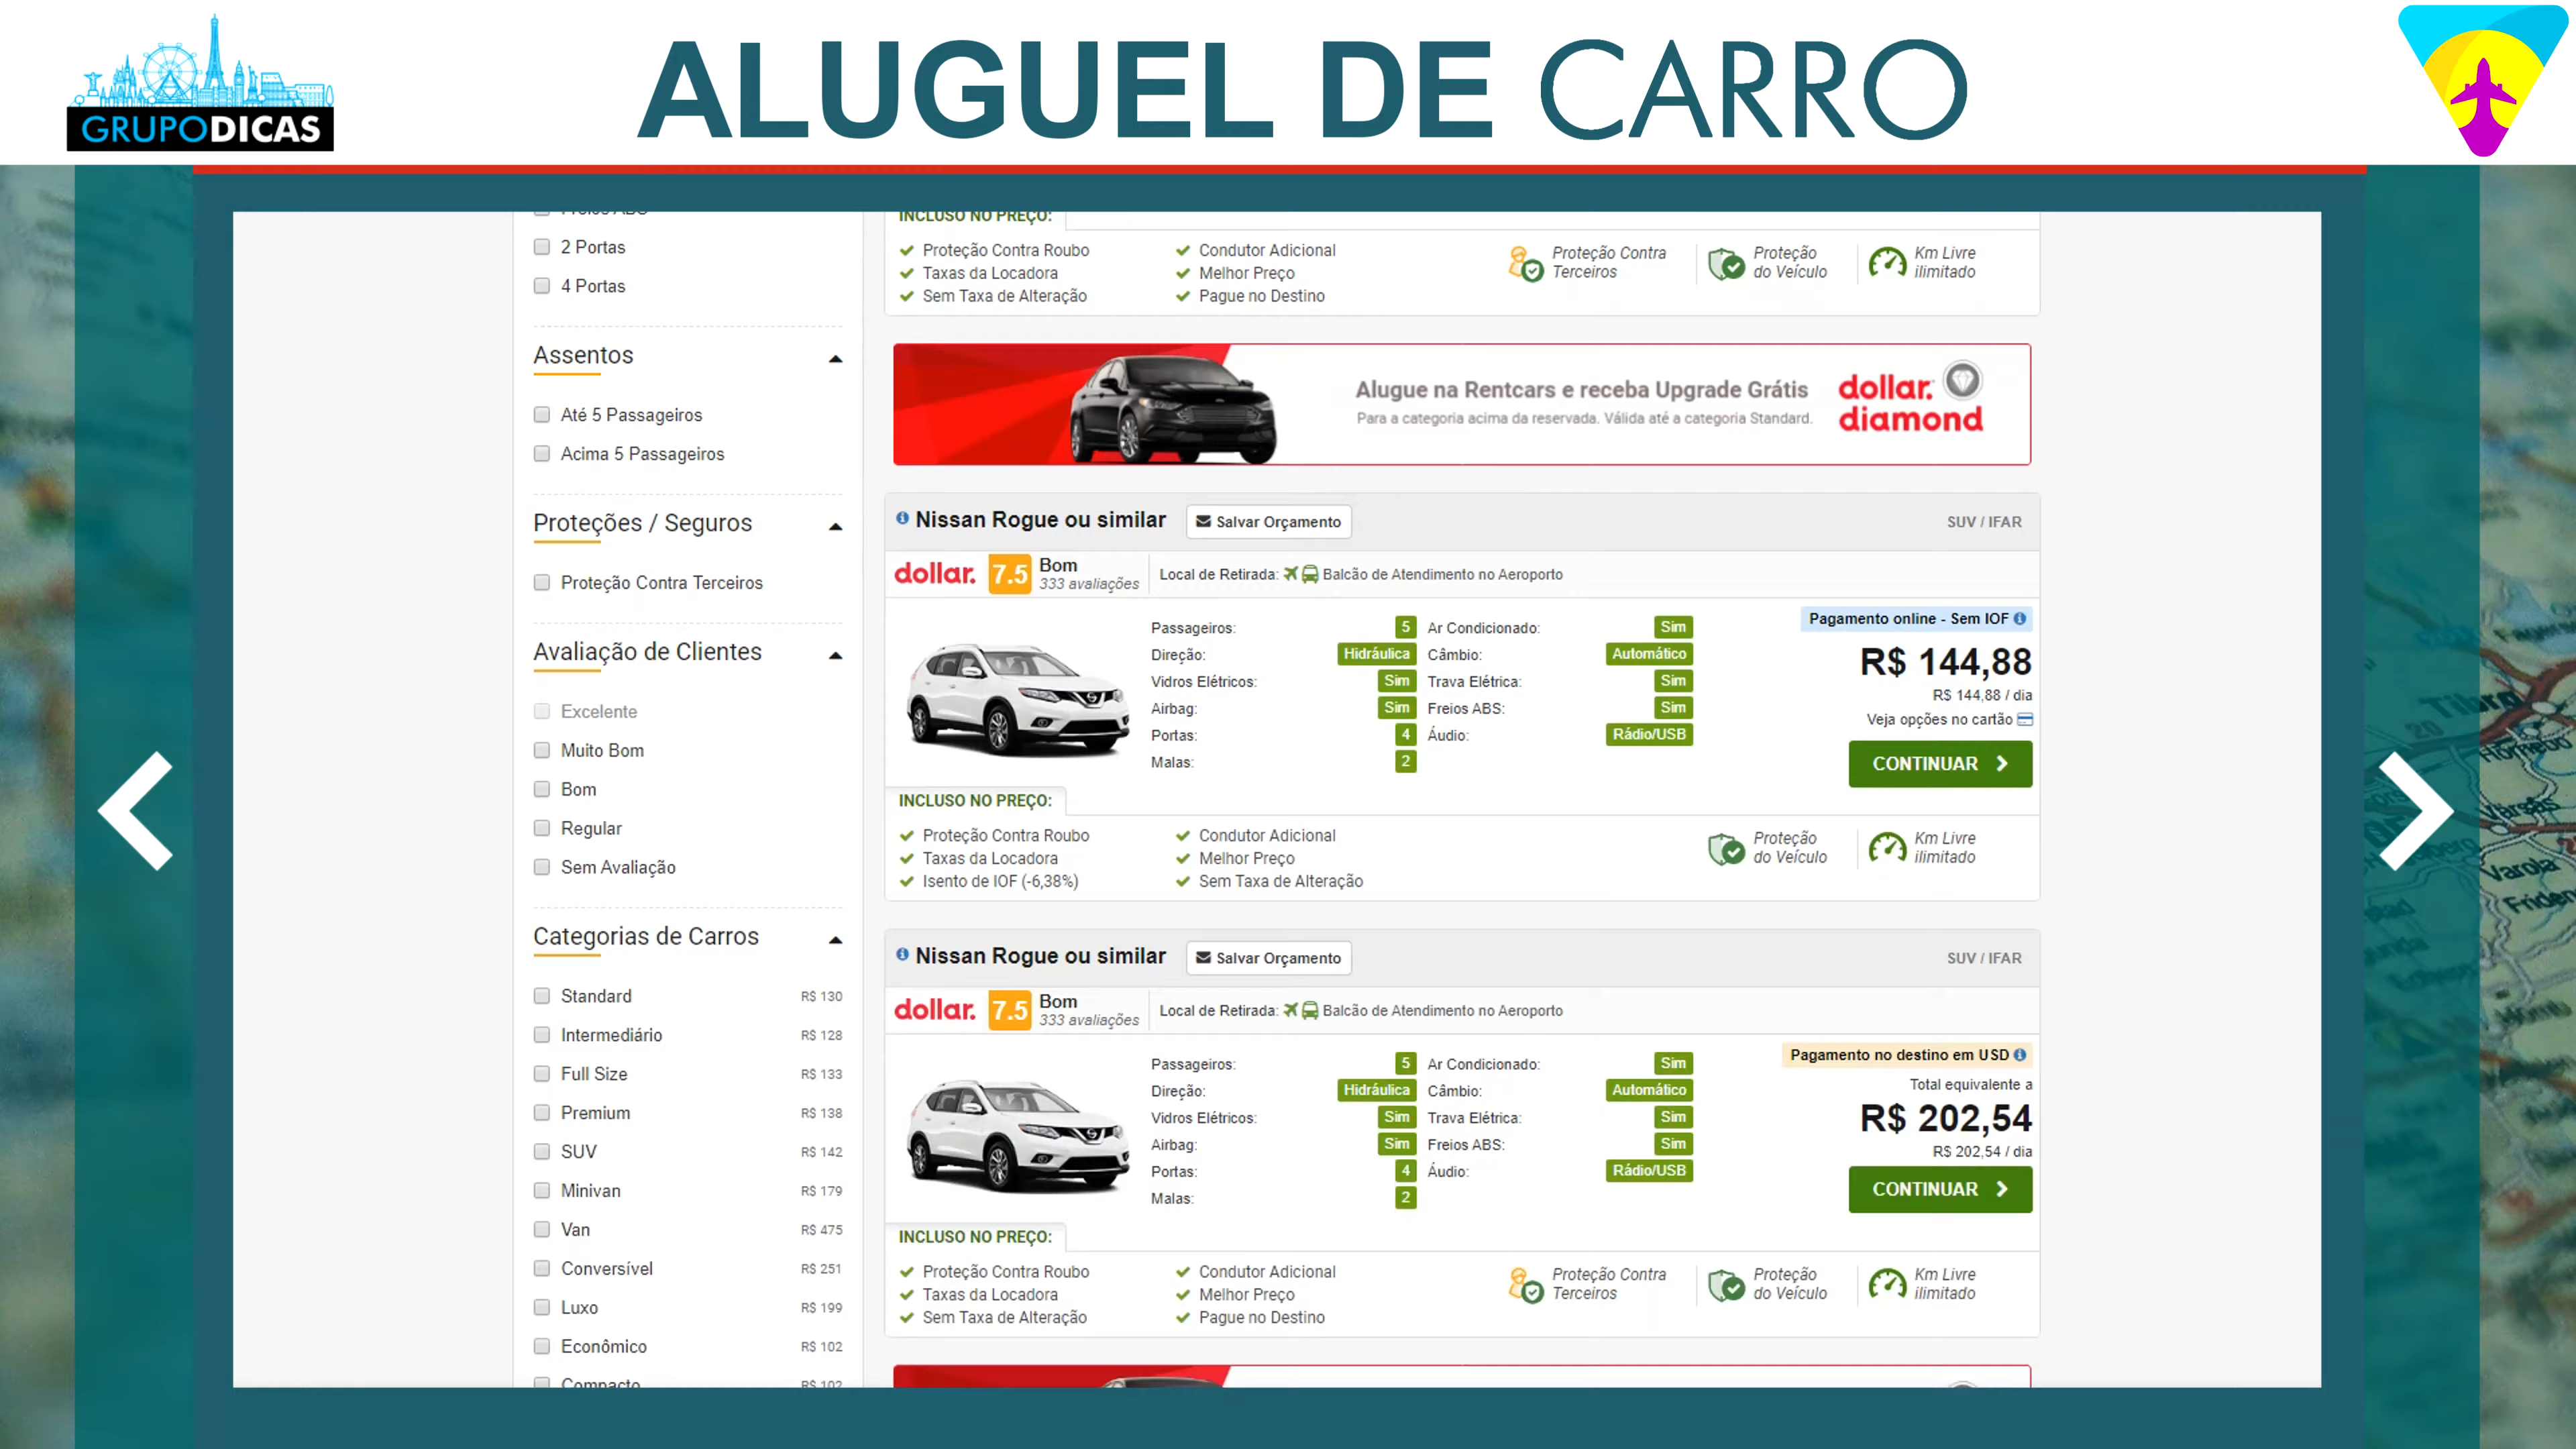 GRUPODICAS
ALUGUEL DE CARRO
2 Portas
4 Portas
Assentos
Até 5 Passageiros
Acima 5 Passageiros
Proteções / Seguros
Proteção Contra Terceiros
Avaliação de Clientes
Excelente
Muito Bom
Bom
Regular
Sem Avaliação
Categorias de Carros
Standard R$ 130
Intermediário R$ 128
Full Size R$ 133
Premium R$ 138
SUV R$ 142
Minivan R$ 179
Van R$ 475
Conversível R$ 251
Luxo R$ 199
Econômico R$ 102
Compacto R$ 102
INCLUSO NO PREÇO:
Proteção Contra Roubo Condutor Adicional
Taxas da Locadora Melhor Preço
Sem Taxa de Alteração Pague no Destino
Proteção Contra Terceiros
Proteção do Veículo
Km Livre ilimitado
Alugue na Rentcars e receba Upgrade Grátis
Para a categoria acima da reservada. Válida até a categoria Standard.
dollar.
diamond
Nissan Rogue ou similar Salvar Orçamento SUV / IFAR
dollar. 7.5 Bom
333 avaliações
Local de Retirada: Balcão de Atendimento no Aeroporto
Passageiros: 5 Ar Condicionado: Sim
Direção: Hidráulica Câmbio: Automático
Vidros Elétricos: Sim Trava Elétrica: Sim
Airbag: Sim Freios ABS: Sim
Portas: 4 Áudio: Rádio/USB
Malas: 2
Pagamento online - Sem IOF
R$ 144,88
R$ 144,88 / dia
Veja opções no cartão
CONTINUAR
INCLUSO NO PREÇO:
Proteção Contra Roubo Condutor Adicional
Taxas da Locadora Melhor Preço
Isento de IOF (-6,38%) Sem Taxa de Alteração
Proteção do Veículo
Km Livre ilimitado
Nissan Rogue ou similar Salvar Orçamento SUV / IFAR
dollar. 7.5 Bom
333 avaliações
Local de Retirada: Balcão de Atendimento no Aeroporto
Passageiros: 5 Ar Condicionado: Sim
Direção: Hidráulica Câmbio: Automático
Vidros Elétricos: Sim Trava Elétrica: Sim
Airbag: Sim Freios ABS: Sim
Portas: 4 Áudio: Rádio/USB
Malas: 2
Pagamento no destino em USD
Total equivalente a
R$ 202,54
R$ 202,54 / dia
CONTINUAR
INCLUSO NO PREÇO:
Proteção Contra Roubo Condutor Adicional
Taxas da Locadora Melhor Preço
Sem Taxa de Alteração Pague no Destino
Proteção Contra Terceiros
Proteção do Veículo
Km Livre ilimitado